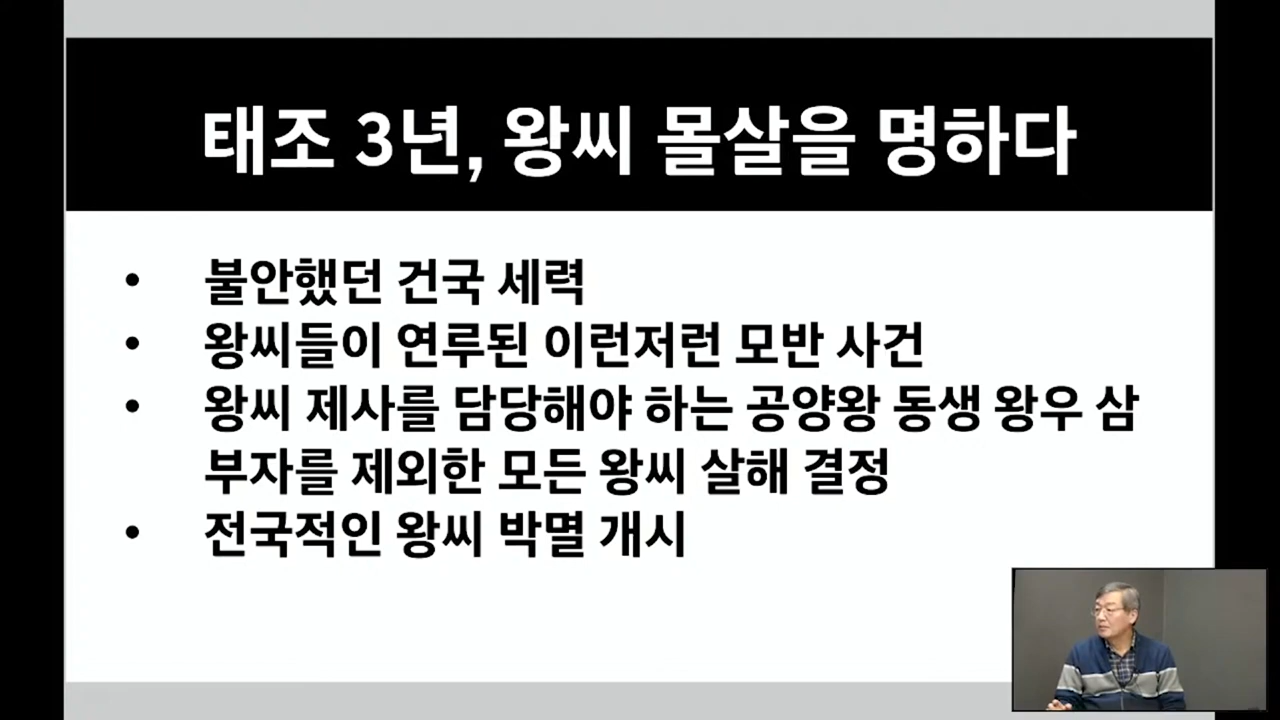 태조 3년, 왕씨 몰살을 명하다
• 불안했던 건국 세력
• 왕씨들이 연루된 이런저런 모반 사건
• 왕씨 제사를 담당해야 하는 공양왕 동생 왕우 삼
부자를 제외한 모든 왕씨 살해 결정
• 전국적인 왕씨 박멸 개시